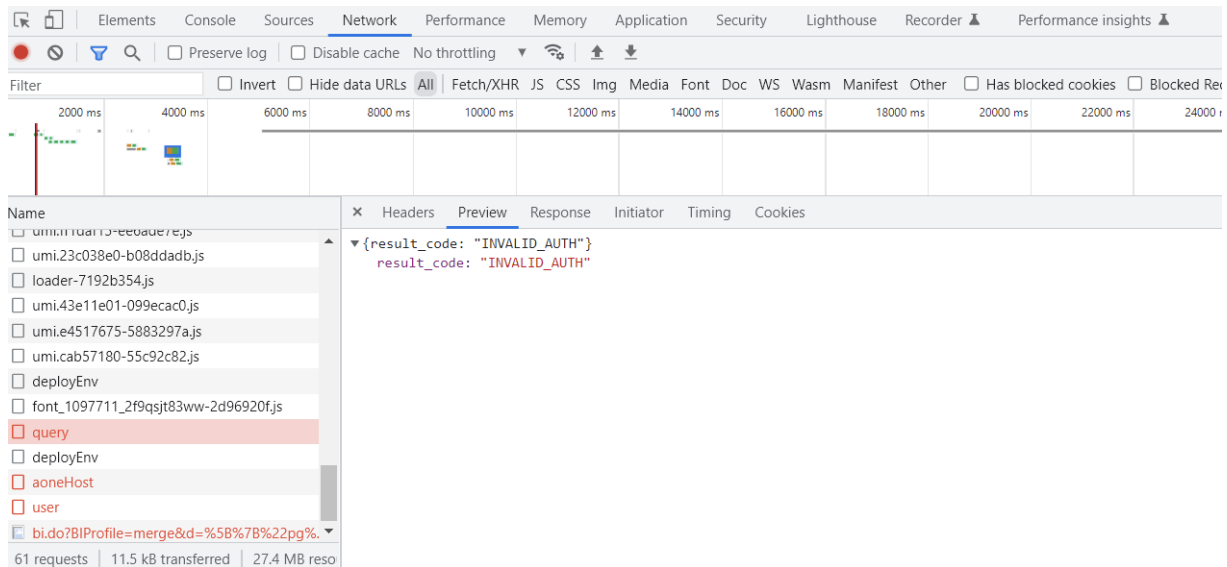 Elements Console Sources Network Performance Memory Application Security Lighthouse Recorder Performance insights
Preserve log Disable cache No throttling
Filter Invert Hide data URLs All Fetch/XHR JS CSS Img Media Font Doc WS Wasm Manifest Other Has blocked cookies Blocked Rec
2000 ms 4000 ms 6000 ms 8000 ms 10000 ms 12000 ms 14000 ms 16000 ms 18000 ms 20000 ms 22000 ms 24000
Name × Headers Preview Response Initiator Timing Cookies
{result_code: "INVALID_AUTH"}
umi.23c038e0-b08ddadb.js
result_code: "INVALID_AUTH"
loader-7192b354.js
umi.43e11e01-099ecac0.js
umi.e4517675-5883297a.js
umi.cab57180-55c92c82.js
deployEnv
font_1097711_2f9qsjt83ww-2d96920f.js
query
deployEnv
aoneHost
user
bi.do?BIProfile=merge&d=%5B%7B%22pg%.
61 requests 11.5 kB transferred 27.4 MB reso